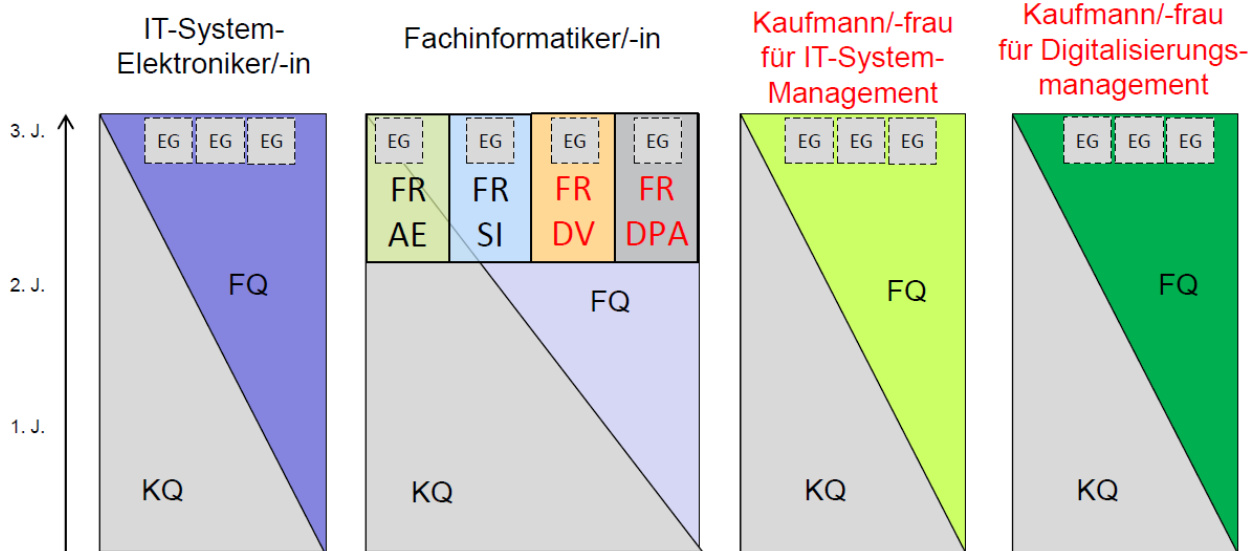 IT-System-
Elektroniker/-in
Fachinformatiker/-in
Kaufmann/-frau
für IT-System-
Management
Kaufmann/-frau
für Digitalisierungs-
management
3. J.
2. J.
1. J.
EG EG EG
FQ
KQ
EG EG EG EG
FR FR FR FR
AE SI DV DPA
FQ
KQ
EG EG EG
FQ
KQ
EG EG EG
FQ
KQ